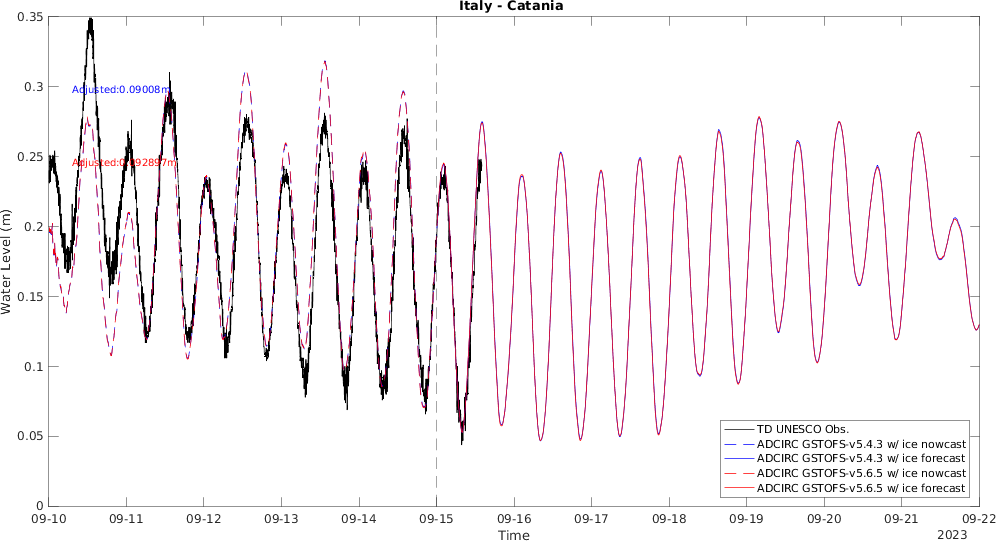 Italy - Catania
0.35
0.3
0.25
0.2
0.15
0.1
0.05
0
Water Level (m)
Adjusted:0.09008m
Adjusted:0.092897m
TD UNESCO Obs.
ADCIRC GSTOFS-v5.4.3 w/ ice nowcast
ADCIRC GSTOFS-v5.4.3 w/ ice forecast
ADCIRC GSTOFS-v5.6.5 w/ ice nowcast
ADCIRC GSTOFS-v5.6.5 w/ ice forecast
09-10 09-11 09-12 09-13 09-14 09-15 09-16 09-17 09-18 09-19 09-20 09-21 09-22
Time
2023